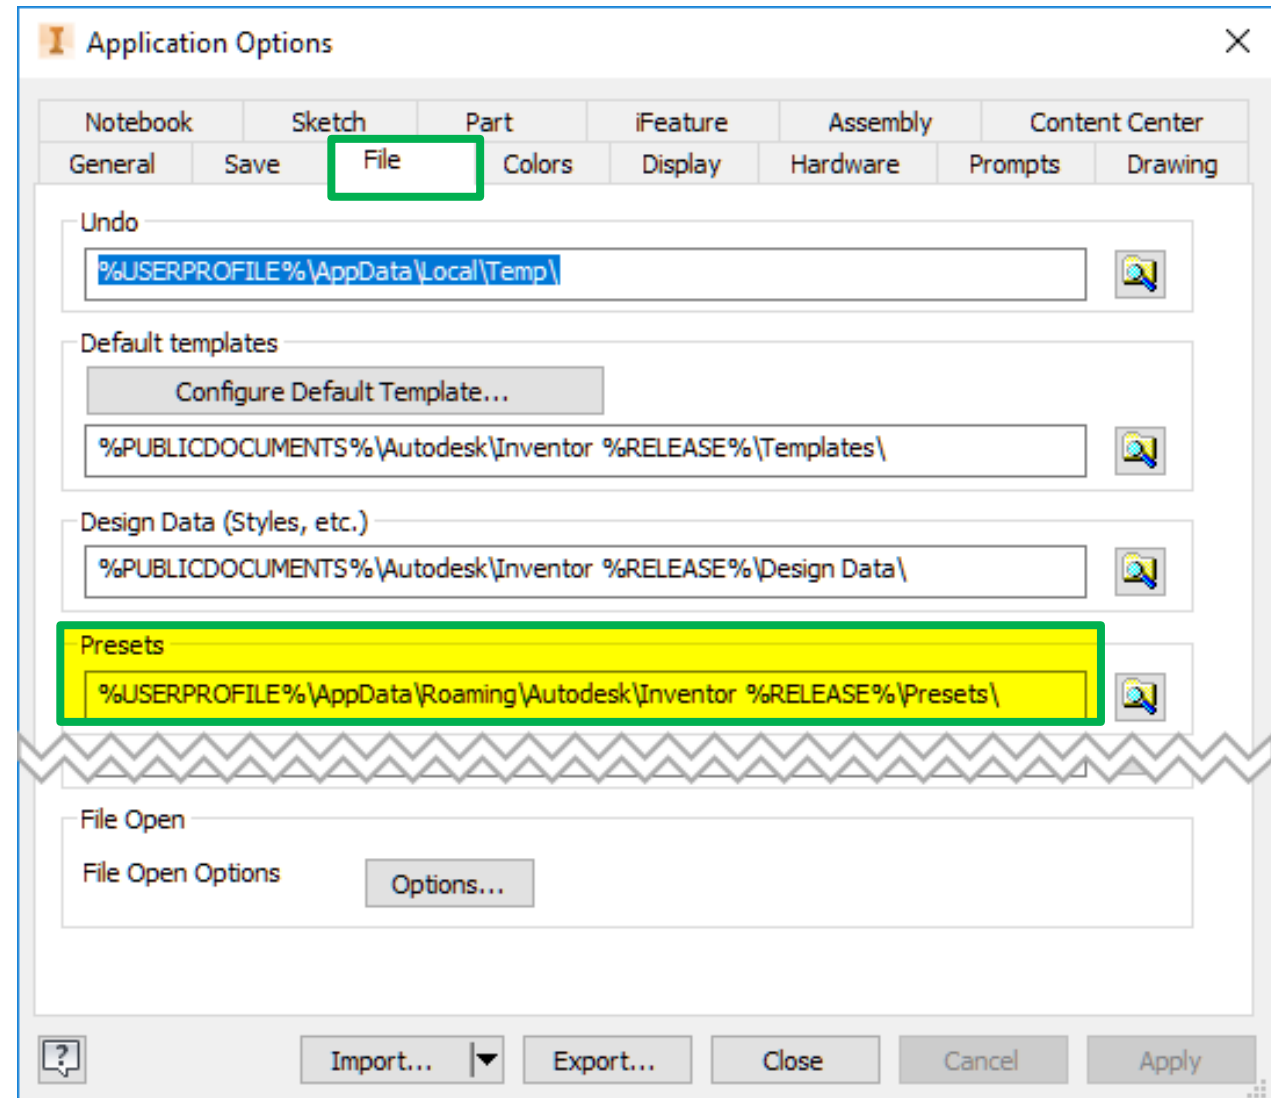 Application Options
Notebook Sketch Part iFeature Assembly Content Center
General Save File Colors Display Hardware Prompts Drawing
Undo
%USERPROFILE%\AppData\Local\Temp\
Default templates
Configure Default Template...
%PUBLICDOCUMENTS%\Autodesk\Inventor %RELEASE%\Templates\
Design Data (Styles, etc.)
%PUBLICDOCUMENTS%\Autodesk\Inventor %RELEASE%\Design Data\
Presets
%USERPROFILE%\AppData\Roaming\Autodesk\Inventor %RELEASE%\Presets\
File Open
File Open Options Options...
Import... Export... Close Cancel Apply